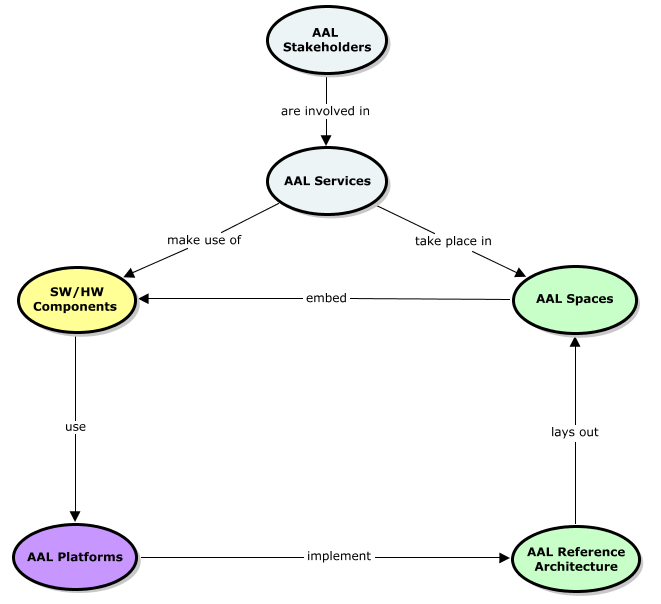 AAL
Stakeholders
are involved in
AAL Services
make use of
take place in
SW/HW
Components
embed
AAL Spaces
use
lays out
AAL Platforms
implement
AAL Reference
Architecture